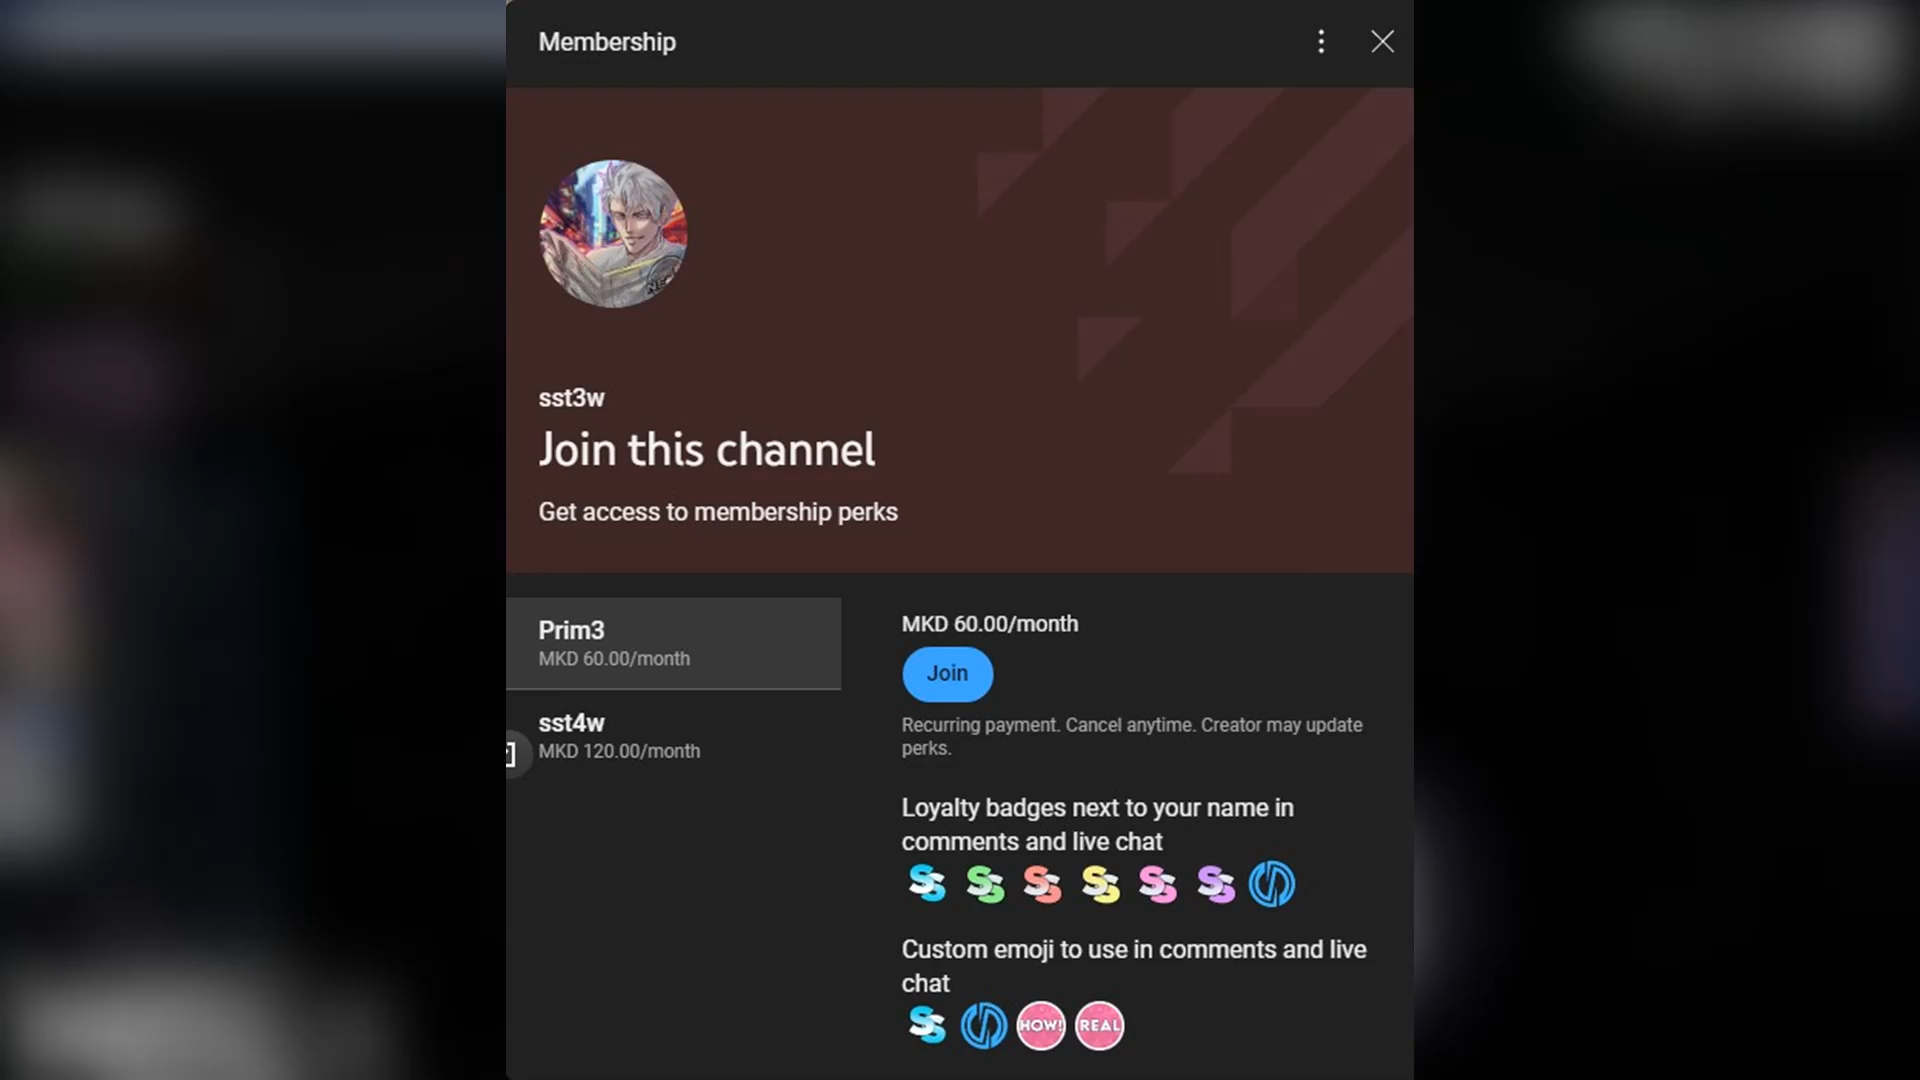 Membership
sst3w
Join this channel
Get access to membership perks
Prim3
MKD 60.00/month
sst4w
MKD 120.00/month
MKD 60.00/month
Join
Recurring payment. Cancel anytime. Creator may update
perks.
Loyalty badges next to your name in
comments and live chat
Custom emoji to use in comments and live
chat
HOW!
REAL